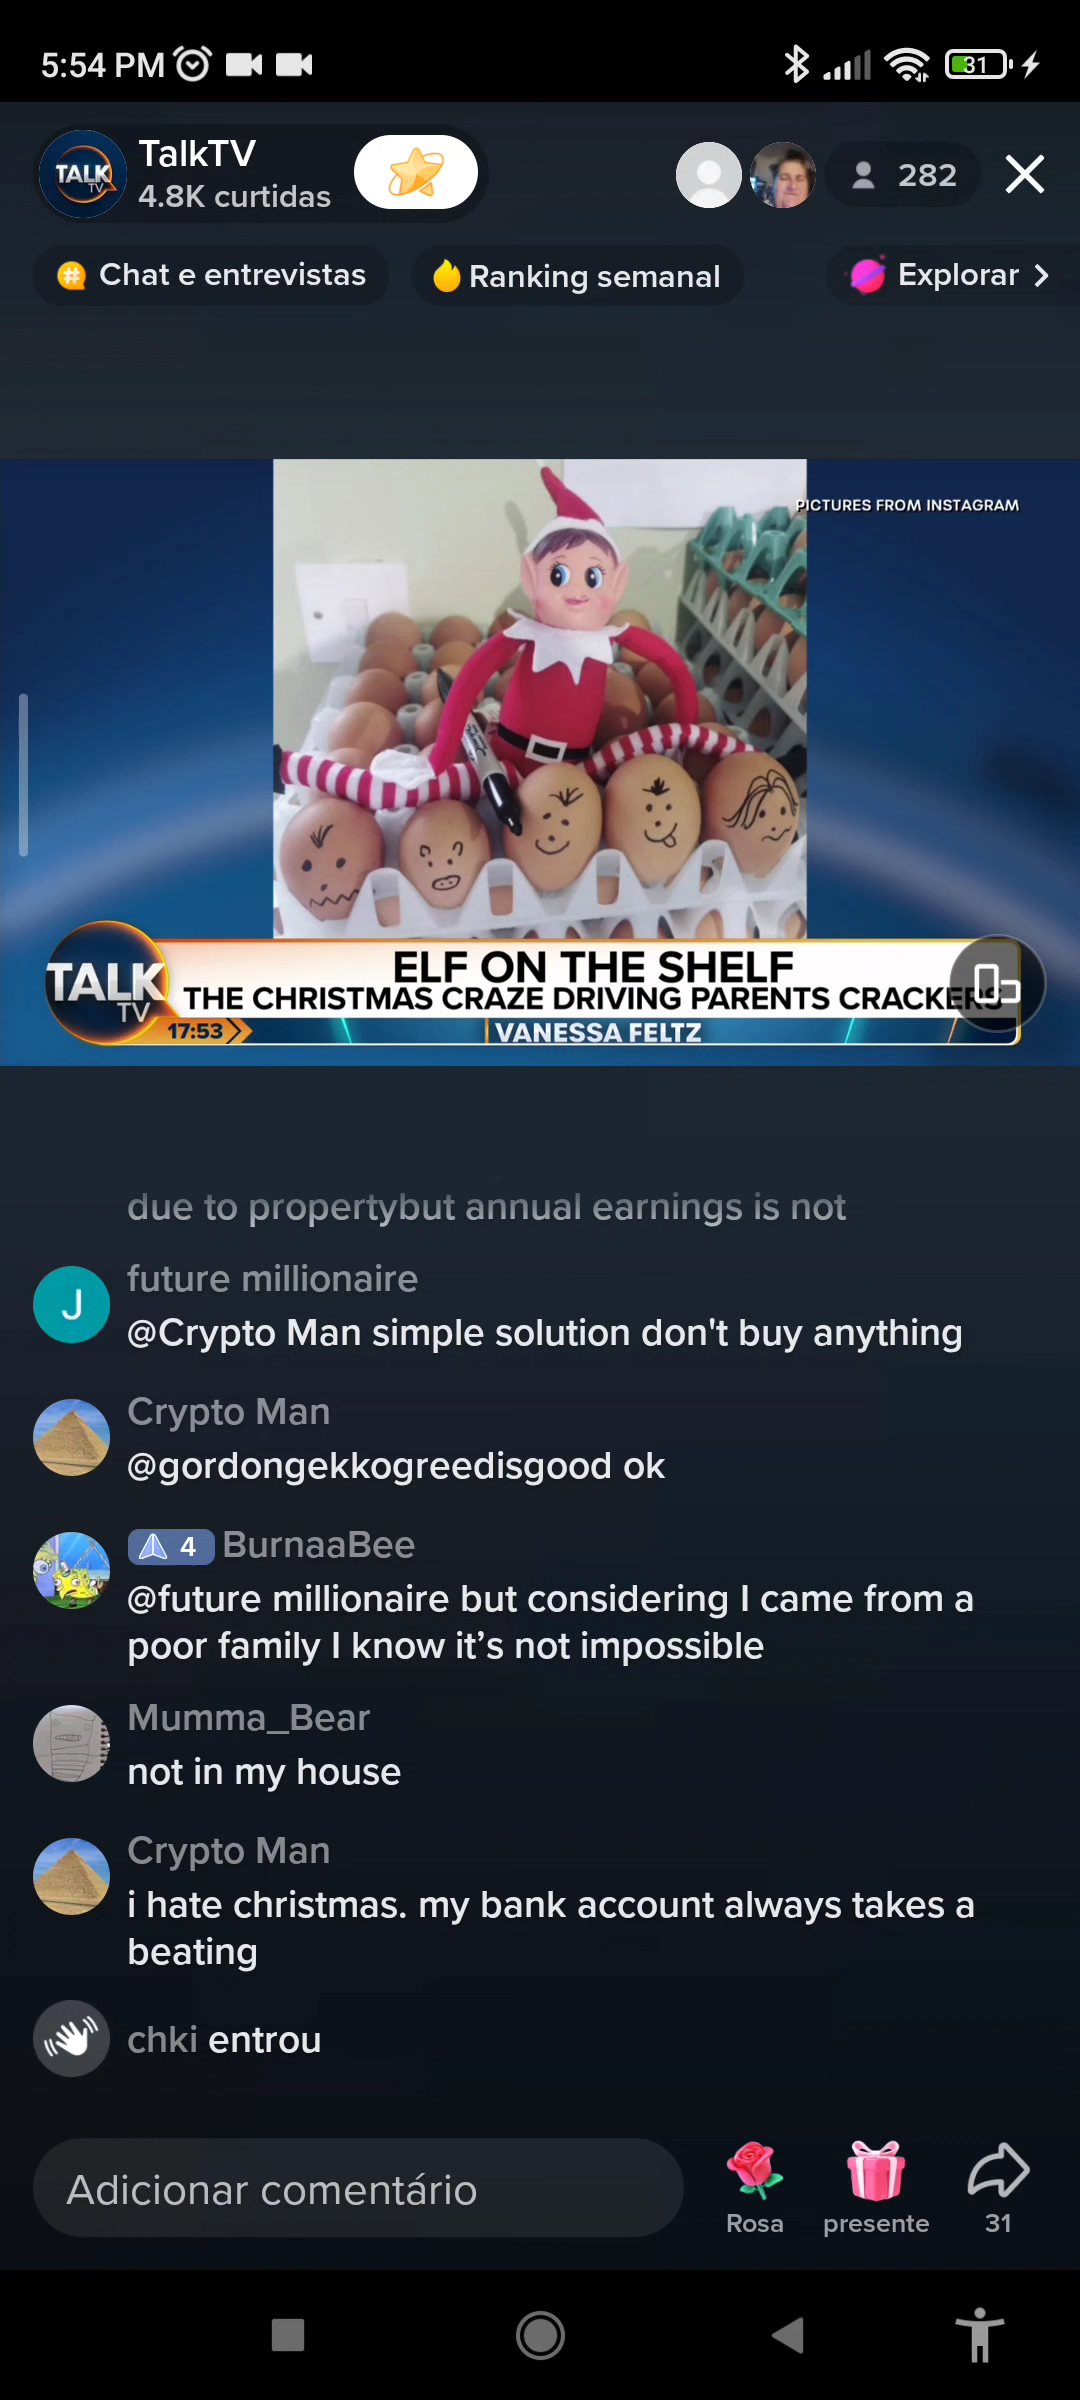 5:54 PM
31
TALK TV
TalkTV
4.8K curtidas
282
Chat e entrevistas
Ranking semanal
Explorar
PICTURES FROM INSTAGRAM
TALK TV
ELF ON THE SHELF
THE CHRISTMAS CRAZE DRIVING PARENTS CRACKERS
17:53
VANESSA FELTZ
due to propertybut annual earnings is not
J
future millionaire
@Crypto Man simple solution don't buy anything
Crypto Man
@gordongekkogreedisgood ok
4 BurnaaBee
@future millionaire but considering I came from a
poor family I know it’s not impossible
Mumma_Bear
not in my house
Crypto Man
i hate christmas. my bank account always takes a
beating
chki entrou
Adicionar comentário
Rosa
presente
31